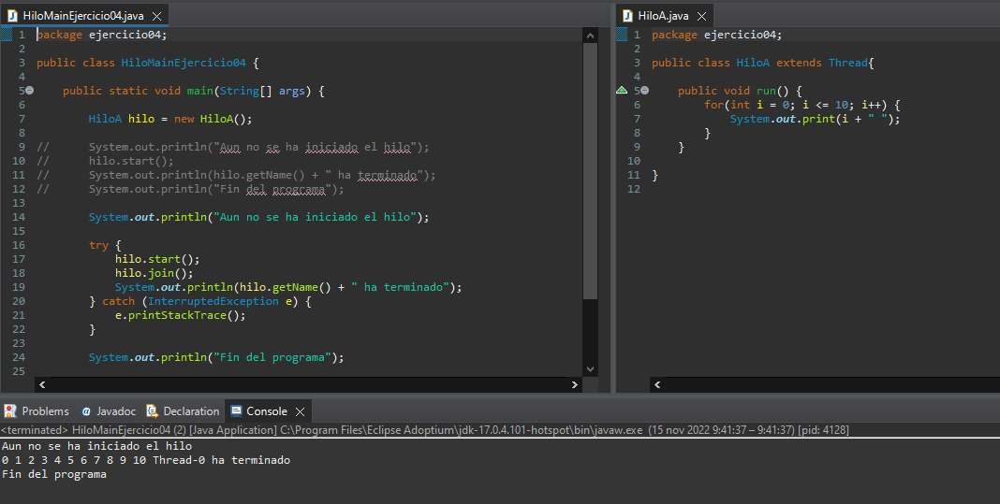 HiloMainEjercicio04.java
1 package ejercicio04;
2
3 public class HiloMainEjercicio04 {
4
5 public static void main(String[] args) {
6
7 HiloA hilo = new HiloA();
8
9 // System.out.println("Aun no se ha iniciado el hilo");
10 // hilo.start();
11 // System.out.println(hilo.getName() + " ha terminado");
12 // System.out.println("Fin del programa");
13
14 System.out.println("Aun no se ha iniciado el hilo");
15
16 try {
17 hilo.start();
18 hilo.join();
19 System.out.println(hilo.getName() + " ha terminado");
20 } catch (InterruptedException e) {
21 e.printStackTrace();
22 }
23
24 System.out.println("Fin del programa");
25
HiloA.java
1 package ejercicio04;
2
3 public class HiloA extends Thread{
4
5 public void run() {
6 for(int i = 0; i <= 10; i++) {
7 System.out.print(i + " ");
8 }
9 }
10
11 }
12
Problems @ Javadoc Declaration Console
<terminated> HiloMainEjercicio04 (2) [Java Application] C:\Program Files\Eclipse Adoptium\jdk-17.0.4.101-hotspot\bin\javaw.exe (15 nov 2022 9:41:37 – 9:41:37) [pid: 4128]
Aun no se ha iniciado el hilo
0 1 2 3 4 5 6 7 8 9 10 Thread-0 ha terminado
Fin del programa